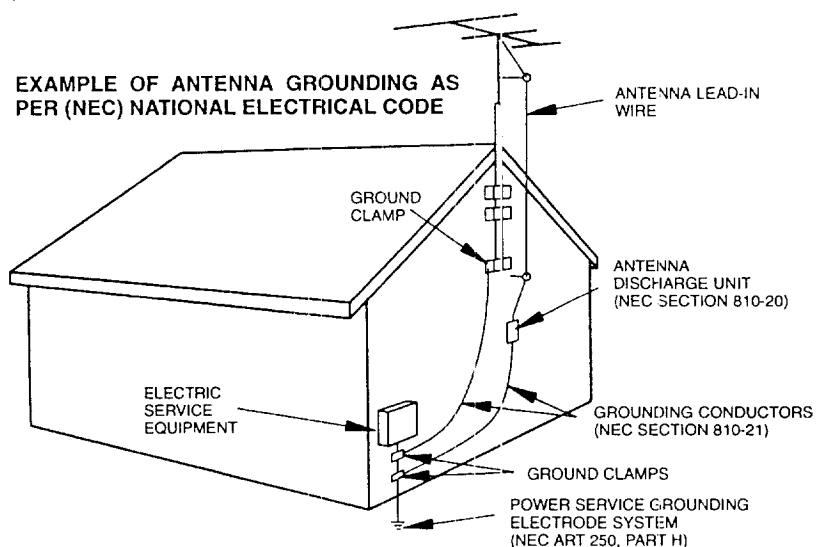 EXAMPLE OF ANTENNA GROUNDING AS
PER (NEC) NATIONAL ELECTRICAL CODE
ANTENNA LEAD-IN
WIRE
GROUND
CLAMP
ANTENNA
DISCHARGE UNIT
(NEC SECTION 810-20)
ELECTRIC
SERVICE
EQUIPMENT
GROUNDING CONDUCTORS
(NEC SECTION 810-21)
GROUND CLAMPS
POWER SERVICE GROUNDING
ELECTRODE SYSTEM
(NEC ART 250, PART H)